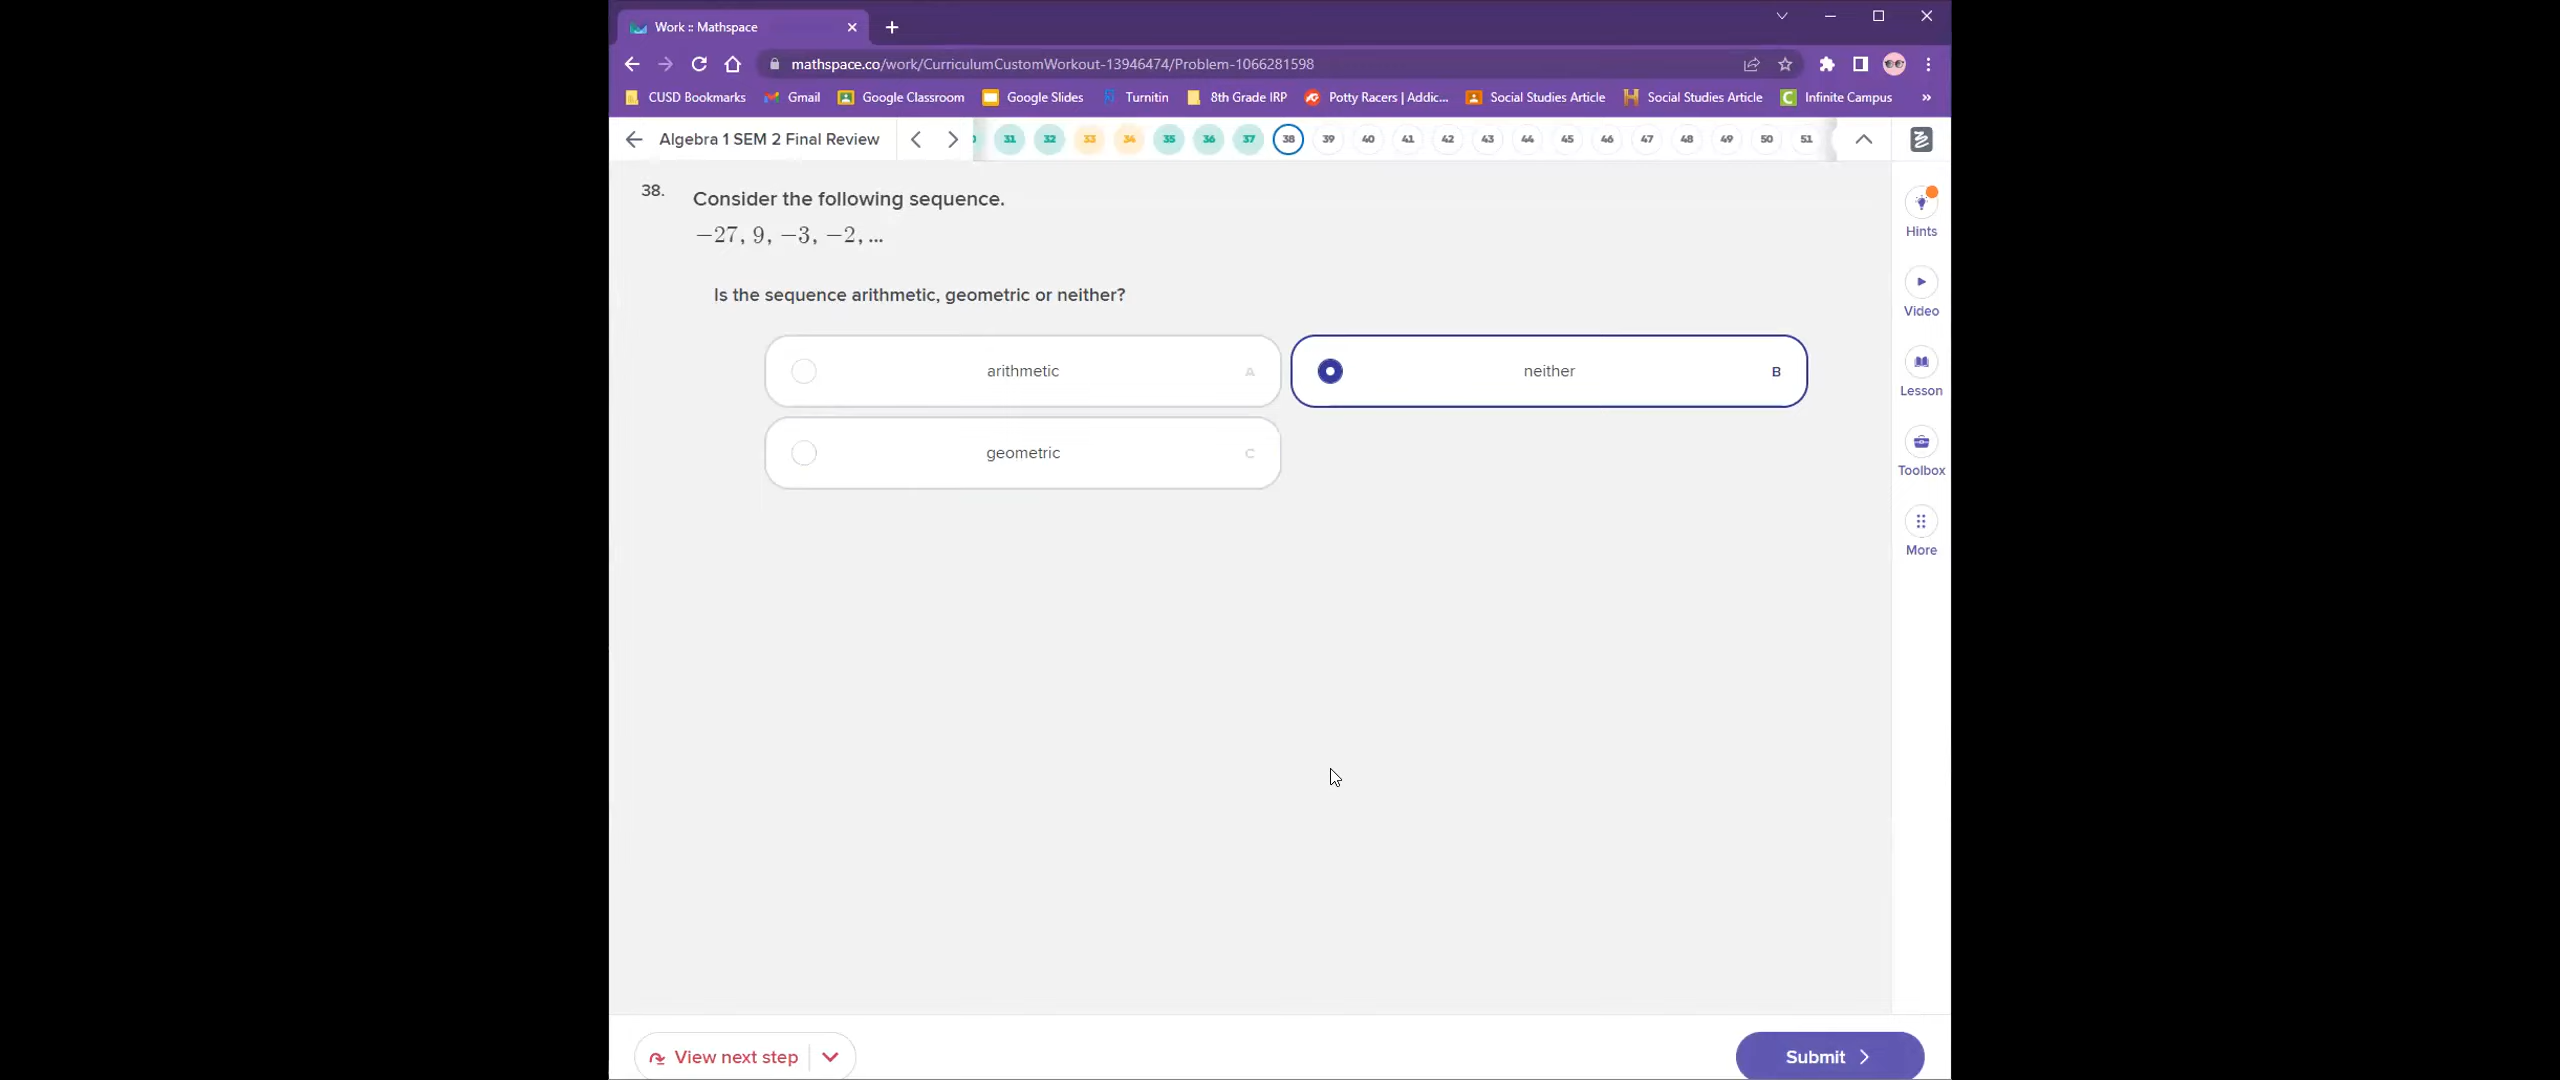 Work :: Mathspace
mathspace.co/work/CurriculumCustomWorkout-13946474/Problem-1066281598
CUSD Bookmarks Gmail Google Classroom Google Slides Turnitin 8th Grade IRP Potty Racers | Addic... Social Studies Article Social Studies Article Infinite Campus »
Algebra 1 SEM 2 Final Review 31 32 33 34 35 36 37 38 39 40 41 42 43 44 45 46 47 48 49 50 51
38. Consider the following sequence.
−27, 9, −3, −2, ...
Is the sequence arithmetic, geometric or neither?
arithmetic A
neither B
geometric C
Hints
Video
Lesson
Toolbox
More
View next step
Submit